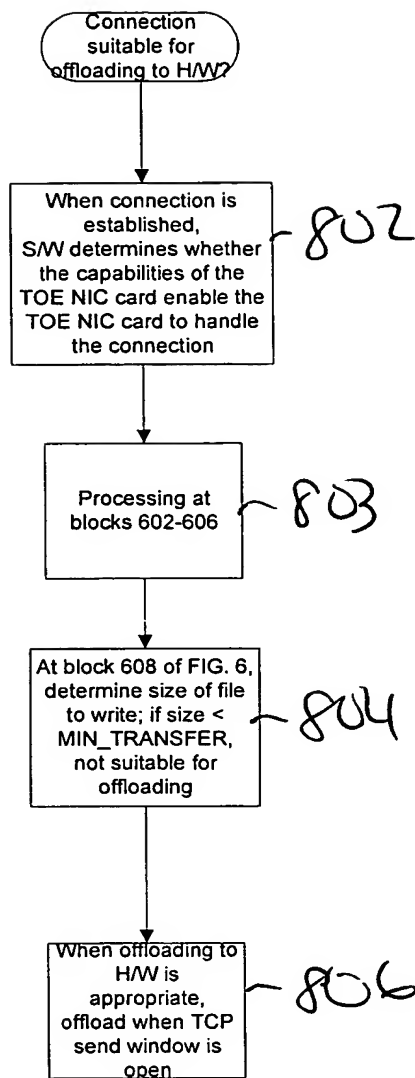 Connection
suitable for
offloading to H/W?
When connection is
established,
S/W determines whether
the capabilities of the
TOE NIC card enable the
TOE NIC card to handle
the connection
802
Processing at
blocks 602-606
803
At block 608 of FIG. 6,
determine size of file
to write; if size <
MIN_TRANSFER,
not suitable for
offloading
804
When offloading to
H/W is
appropriate,
offload when TCP
send window is
open
806